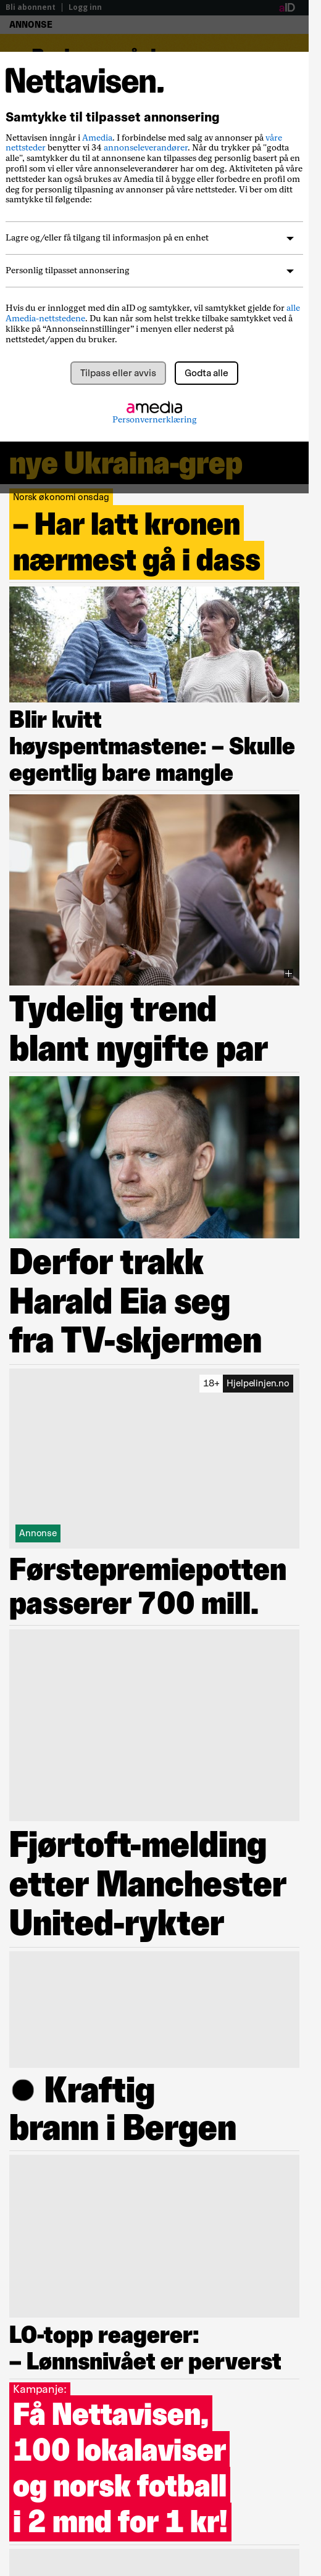 Bli abonnent
Logg inn
aID
ANNONSE
Nettavisen.
Samtykke til tilpasset annonsering
Nettavisen inngår i Amedia. I forbindelse med salg av annonser på våre
nettsteder benytter vi 34 annonseleverandører. Når du trykker på "godta
alle", samtykker du til at annonsene kan tilpasses deg personlig basert på en
profil som vi eller våre annonseleverandører har om deg. Aktiviteten på våre
nettsteder kan også brukes av Amedia til å bygge eller forbedre en profil om
deg for personlig tilpasning av annonser på våre nettsteder. Vi ber om ditt
samtykke til følgende:
Lagre og/eller få tilgang til informasjon på en enhet
Personlig tilpasset annonsering
Hvis du er innlogget med din aID og samtykker, vil samtykket gjelde for alle
Amedia-nettstedene. Du kan når som helst trekke tilbake samtykket ved å
klikke på “Annonseinnstillinger” i menyen eller nederst på
nettstedet/appen du bruker.
Tilpass eller avvis
Godta alle
amedia
Personvernerklæring
nye Ukraina-grep
Norsk økonomi onsdag
– Har latt kronen
nærmest gå i dass
Blir kvitt
høyspentmastene: – Skulle
egentlig bare mangle
Tydelig trend
blant nygifte par
Derfor trakk
Harald Eia seg
fra TV-skjermen
18+ Hjelpelinjen.no
Annonse
Førstepremiepotten
passerer 700 mill.
Fjørtoft-melding
etter Manchester
United-rykter
Kraftig
brann i Bergen
LO-topp reagerer:
– Lønnsnivået er perverst
Kampanje:
Få Nettavisen,
100 lokalaviser
og norsk fotball
i 2 mnd for 1 kr!